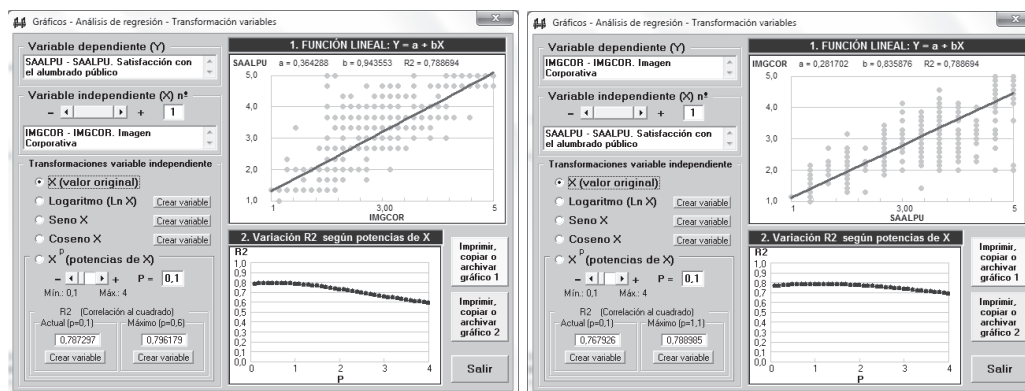 Gráficos - Análisis de regresión - Transformación variables
Variable dependiente (Y)
SAALPU - SAALPU. Satisfacción con
el alumbrado público
Variable independiente (X) nº
- + 1
IMGCOR - IMGCOR. Imagen
Corporativa
Transformaciones variable independiente
X (valor original)
Logaritmo (Ln X) Crear variable
Seno X Crear variable
Coseno X Crear variable
X P (potencias de X)
- + P = 0,1
Mín.: 0,1 Máx.: 4
R2 (Correlación al cuadrado)
Actual (p=0,1) Máximo (p=0,6)
0,787297 0,796179
Crear variable Crear variable
1. FUNCIÓN LINEAL: Y = a + bX
SAALPU a = 0,364288 b = 0,943553 R2 = 0,788694
5,0
4,0
3,0
2,0
1,0
1 3,00 5
IMGCOR
2. Variación R2 según potencias de X
R2
1,0
0,9
0,8
0,7
0,6
0,5
0,4
0,3
0,2
0,1
0,0
0 1 2 3 4
P
Imprimir,
copiar o
archivar
gráfico 1
Imprimir,
copiar o
archivar
gráfico 2
Salir
Gráficos - Análisis de regresión - Transformación variables
Variable dependiente (Y)
IMGCOR - IMGCOR. Imagen
Corporativa
Variable independiente (X) nº
- + 1
SAALPU - SAALPU. Satisfacción con
el alumbrado público
Transformaciones variable independiente
X (valor original)
Logaritmo (Ln X) Crear variable
Seno X Crear variable
Coseno X Crear variable
X P (potencias de X)
- + P = 0,1
Mín.: 0,1 Máx.: 4
R2 (Correlación al cuadrado)
Actual (p=0,1) Máximo (p=1,1)
0,767926 0,788985
Crear variable Crear variable
1. FUNCIÓN LINEAL: Y = a + bX
IMGCOR a = 0,281702 b = 0,835876 R2 = 0,788694
5,0
4,0
3,0
2,0
1,0
1 3,00 5
SAALPU
2. Variación R2 según potencias de X
R2
1,0
0,9
0,8
0,7
0,6
0,5
0,4
0,3
0,2
0,1
0,0
0 1 2 3 4
P
Imprimir,
copiar o
archivar
gráfico 1
Imprimir,
copiar o
archivar
gráfico 2
Salir